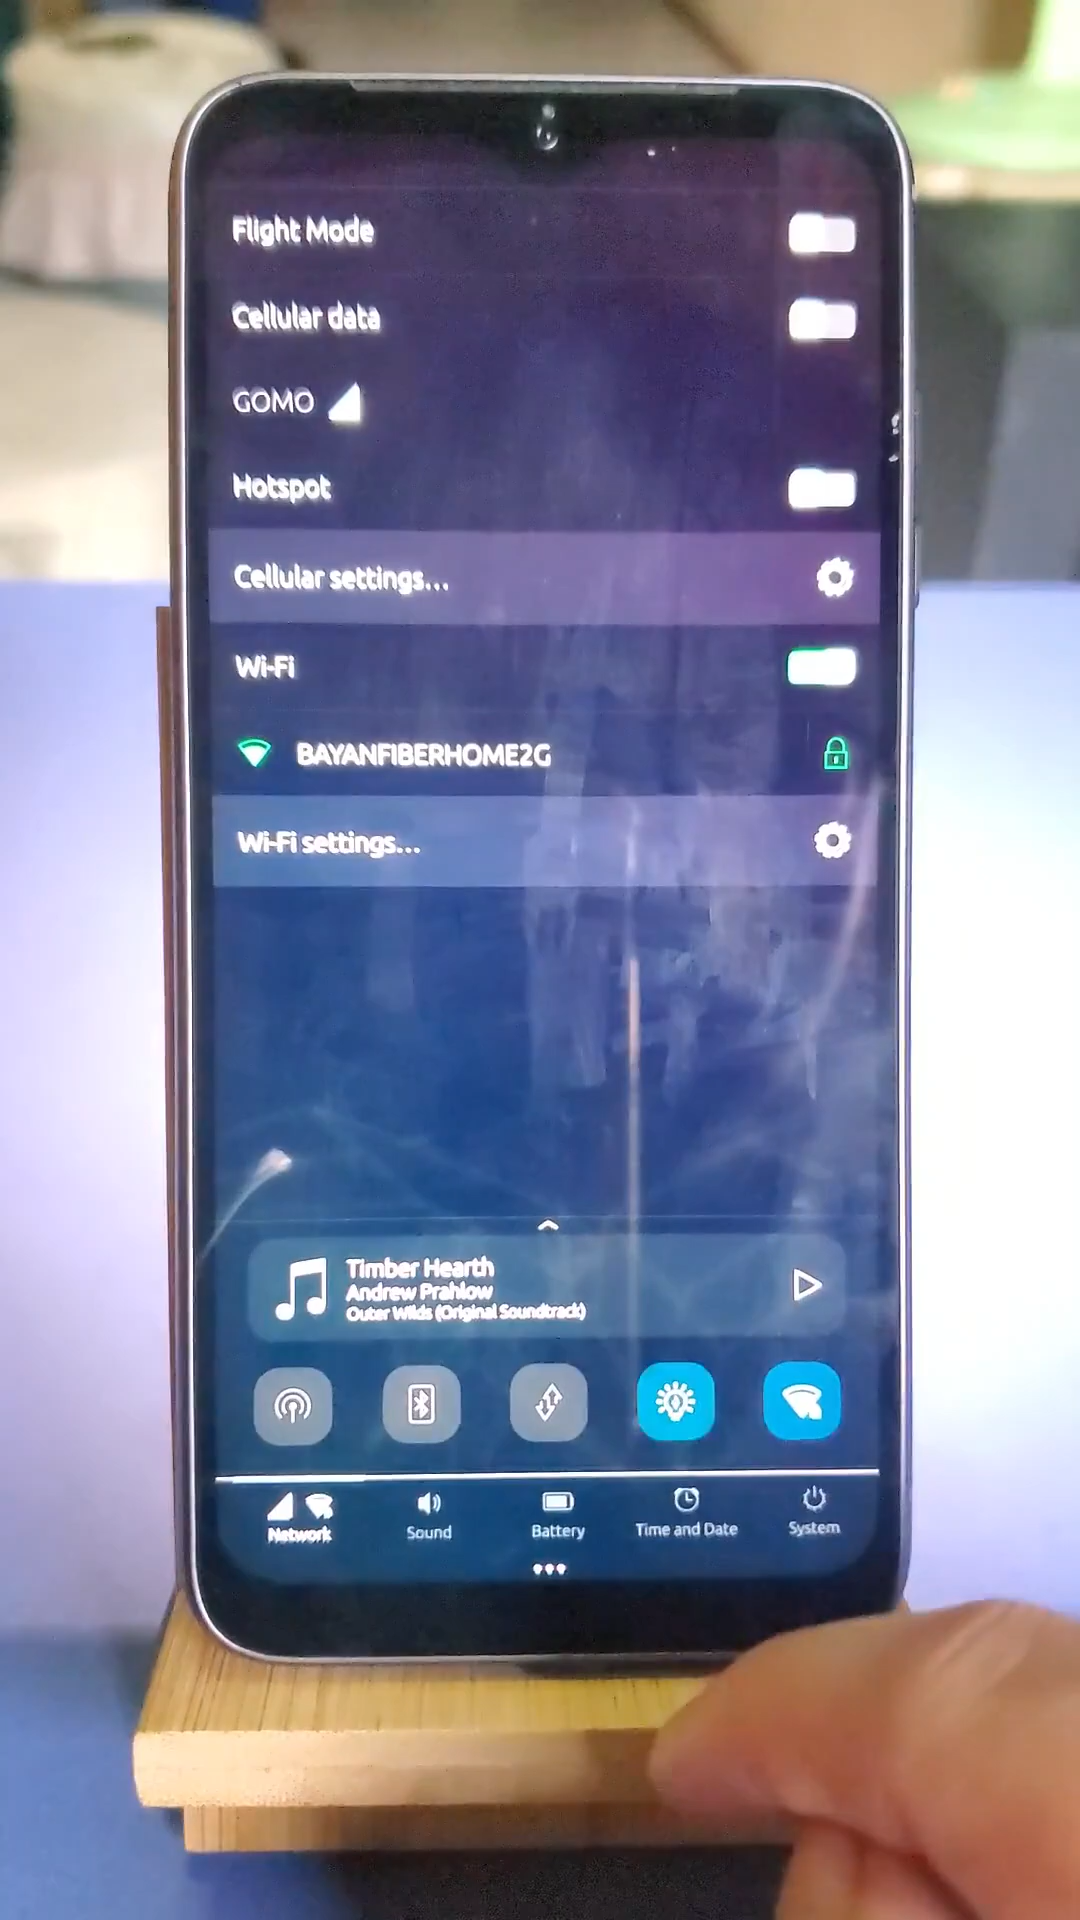 Flight Mode
Cellular data
GOMO
Hotspot
Cellular settings...
Wi-Fi
BAYANFIBERHOME2G
Wi-Fi settings...
Timber Hearth
Andrew Prahlow
Outer Wilds (Original Soundtrack)
Network
Sound
Battery
Time and Date
System